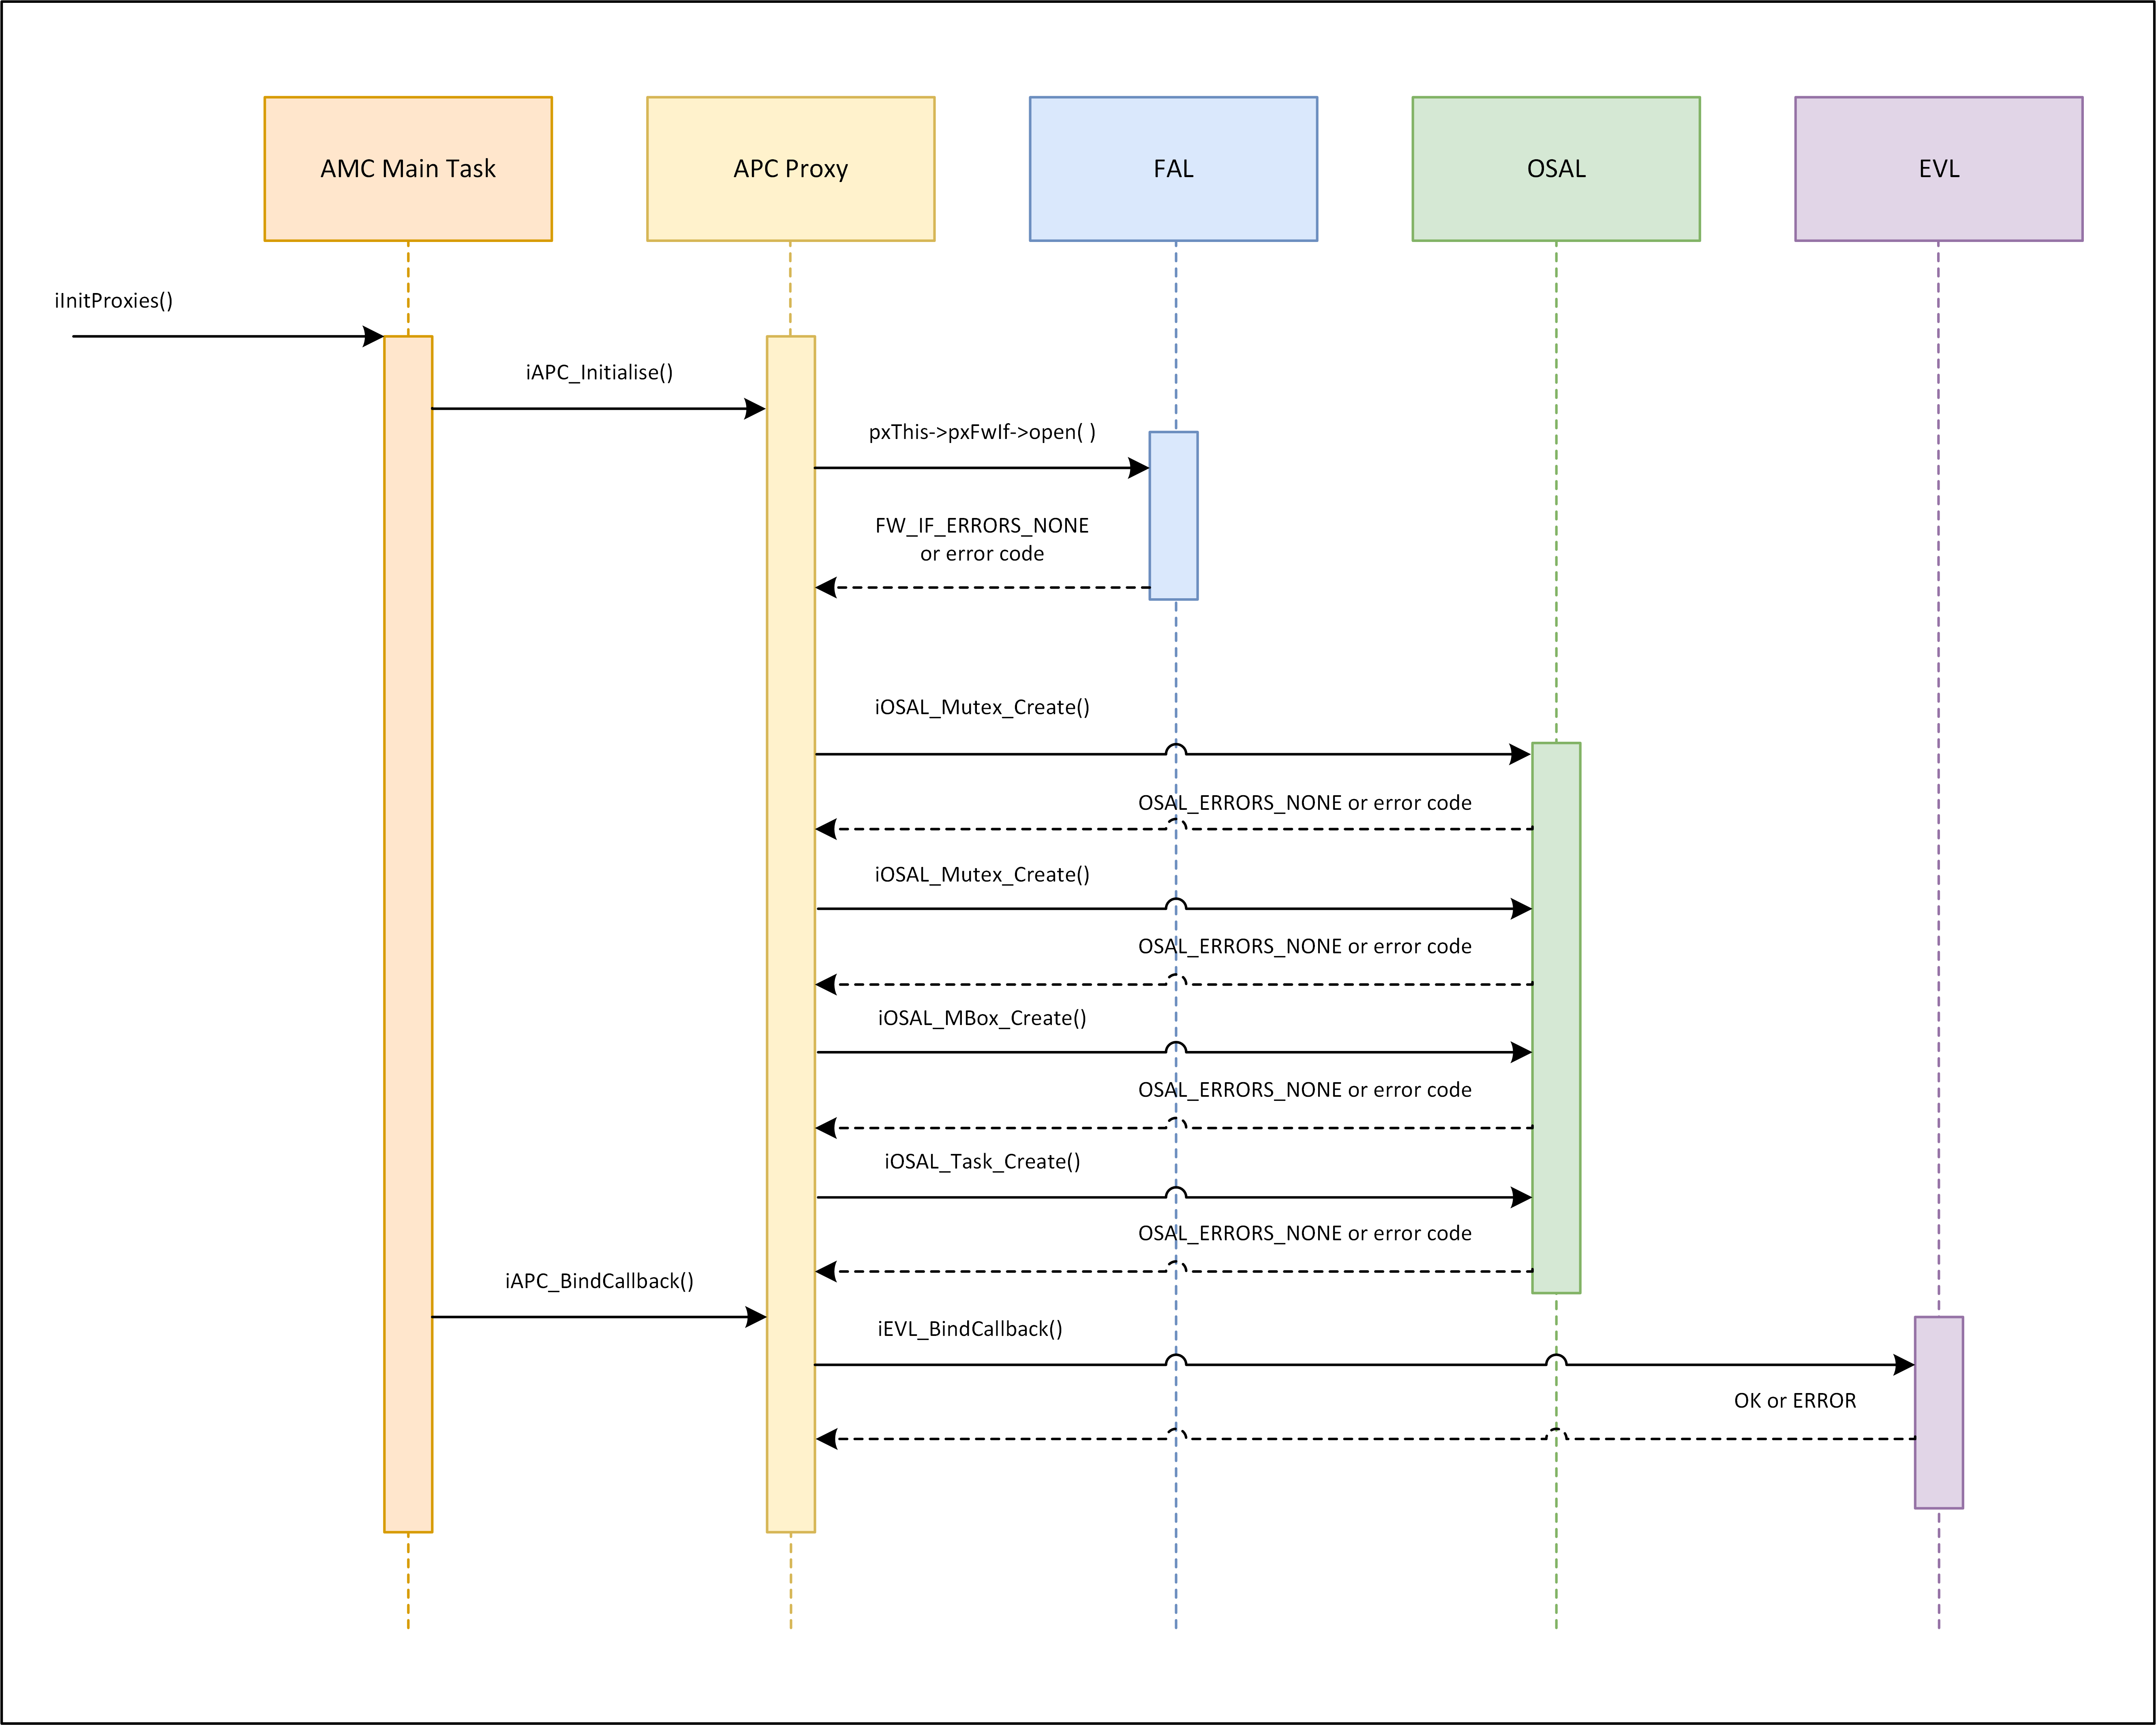 AMC Main Task
APC Proxy
FAL
OSAL
EVL
iInitProxies()
iAPC_Initialise()
pxThis->pxFwIf->open( )
FW_IF_ERRORS_NONE
or error code
iOSAL_Mutex_Create()
OSAL_ERRORS_NONE or error code
iOSAL_Mutex_Create()
OSAL_ERRORS_NONE or error code
iOSAL_MBox_Create()
OSAL_ERRORS_NONE or error code
iOSAL_Task_Create()
OSAL_ERRORS_NONE or error code
iAPC_BindCallback()
iEVL_BindCallback()
OK or ERROR